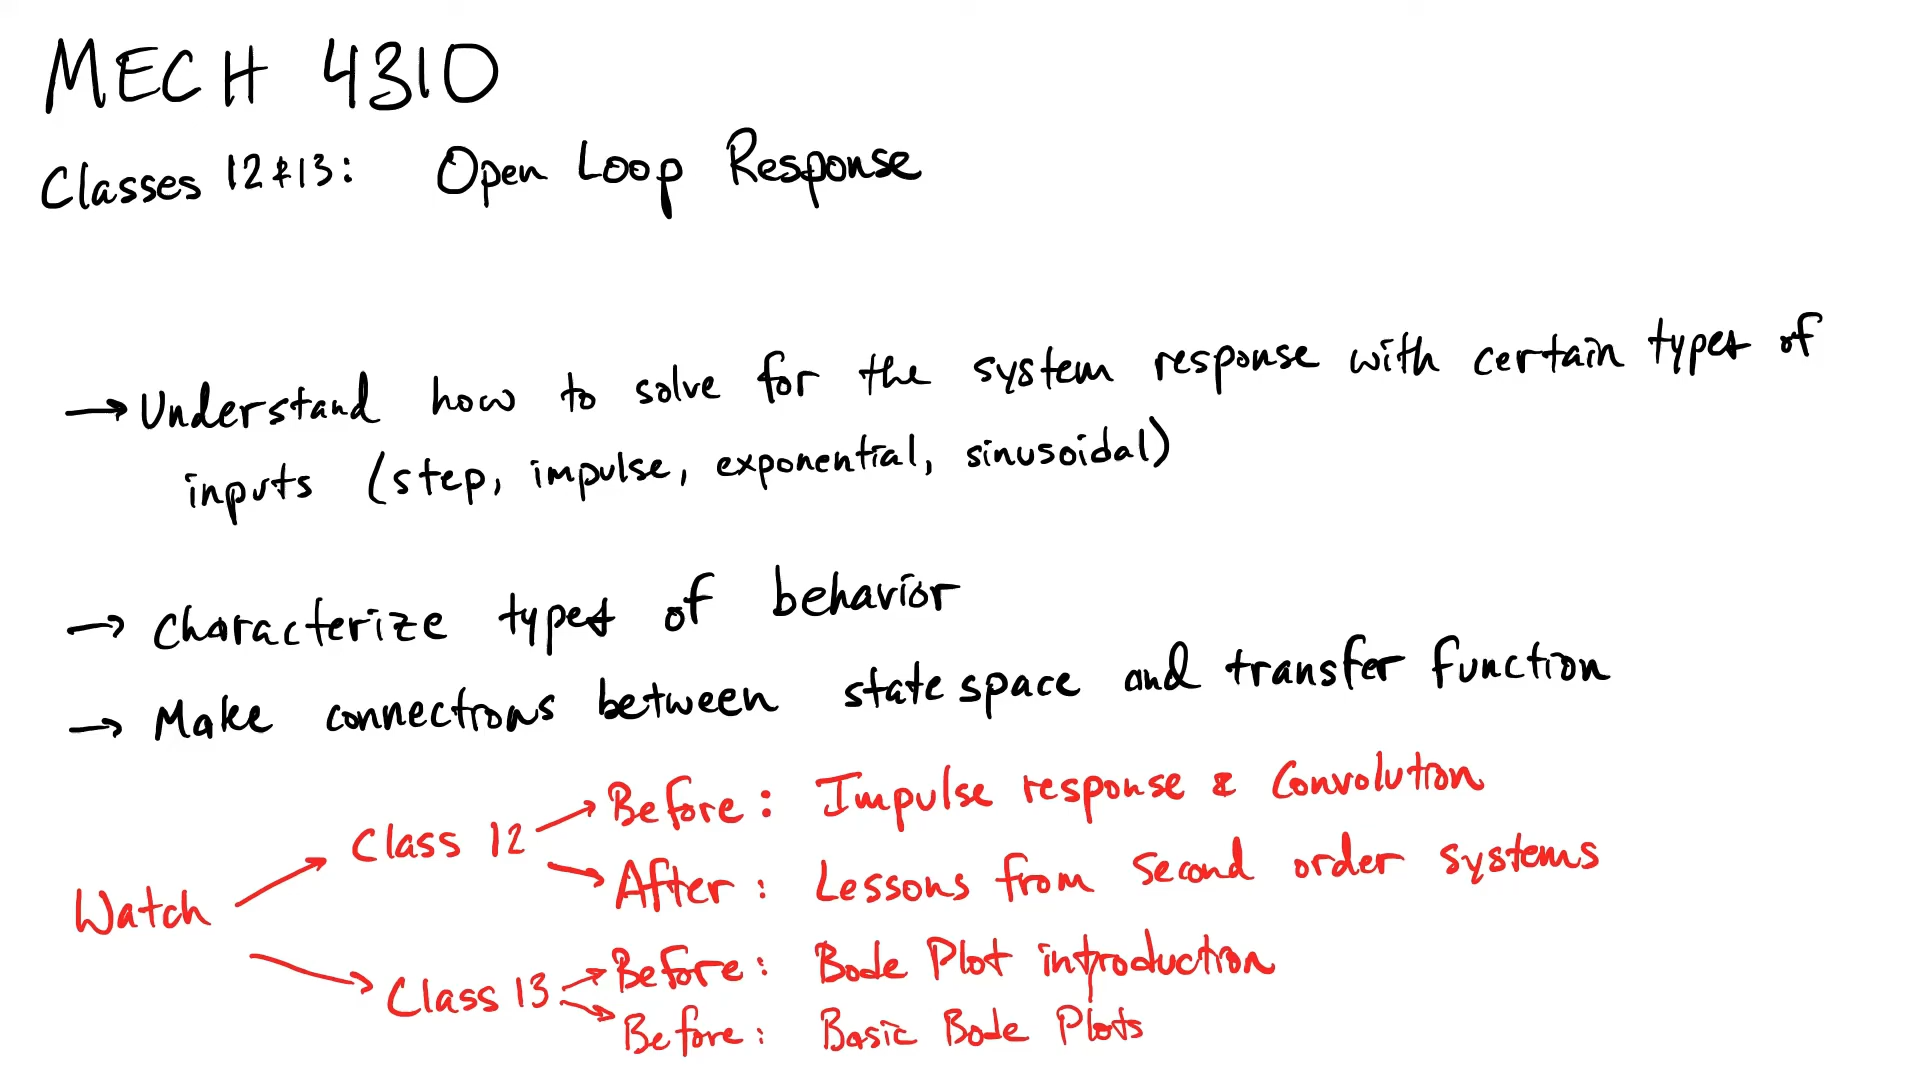 MECH 4310
Classes 12 & 13: Open Loop Response
→ Understand how to solve for the system response with certain types of
inputs (step, impulse, exponential, sinusoidal)
→ Characterize types of behavior
→ Make connections between state space and transfer function
Before: Impulse response & Convolution
Class 12
After: Lessons from second order systems
Watch
Before: Bode Plot introduction
Class 13
Before: Basic Bode Plots